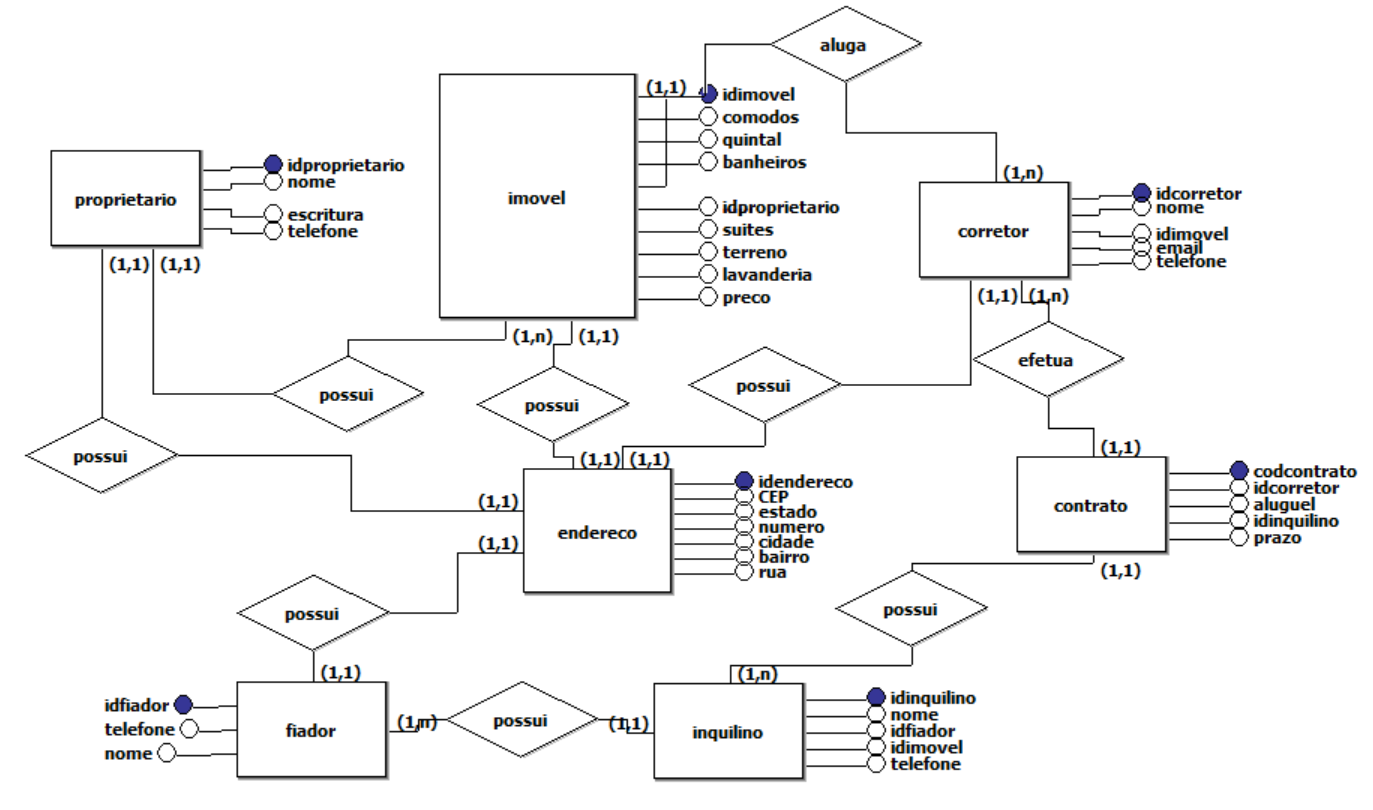 aluga
imovel
(1,1)
idimovel
comodos
quintal
banheiros
idproprietario
suites
terreno
lavanderia
preco
proprietario
idproprietario
nome
escritura
telefone
(1,n)
corretor
idcorretor
nome
idimovel
email
telefone
(1,1)
(1,1)
(1,n)
(1,1)
(1,1)
(1,n)
possui
possui
possui
efetua
possui
(1,1)
(1,1)
(1,1)
(1,1)
(1,1)
endereco
idendereco
CEP
estado
numero
cidade
bairro
rua
contrato
codcontrato
idcorretor
aluguel
idinquilino
prazo
(1,1)
possui
possui
(1,1)
(1,n)
idfiador
telefone
nome
fiador
(1,n)
possui
(1,1)
inquilino
idinquilino
nome
idfiador
idimovel
telefone